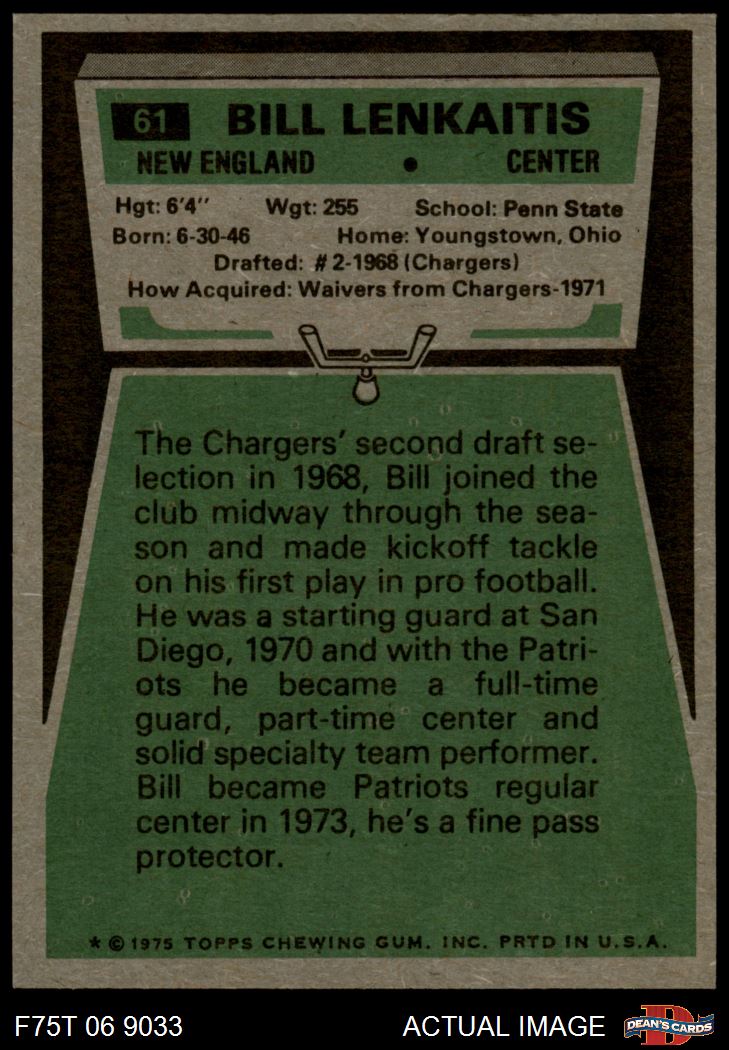 61 BILL LENKAITIS
NEW ENGLAND • CENTER
Hgt: 6'4" Wgt: 255 School: Penn State
Born: 6-30-46 Home: Youngstown, Ohio
Drafted: #2-1968 (Chargers)
How Acquired: Waivers from Chargers-1971
The Chargers' second draft se-
lection in 1968, Bill joined the
club midway through the sea-
son and made kickoff tackle
on his first play in pro football.
He was a starting guard at San
Diego, 1970 and with the Patri-
ots he became a full-time
guard, part-time center and
solid specialty team performer.
Bill became Patriots regular
center in 1973, he's a fine pass
protector.
* © 1975 TOPPS CHEWING GUM. INC. PRTD IN U.S.A.
F75T 06 9033 ACTUAL IMAGE DEAN'S CARDS